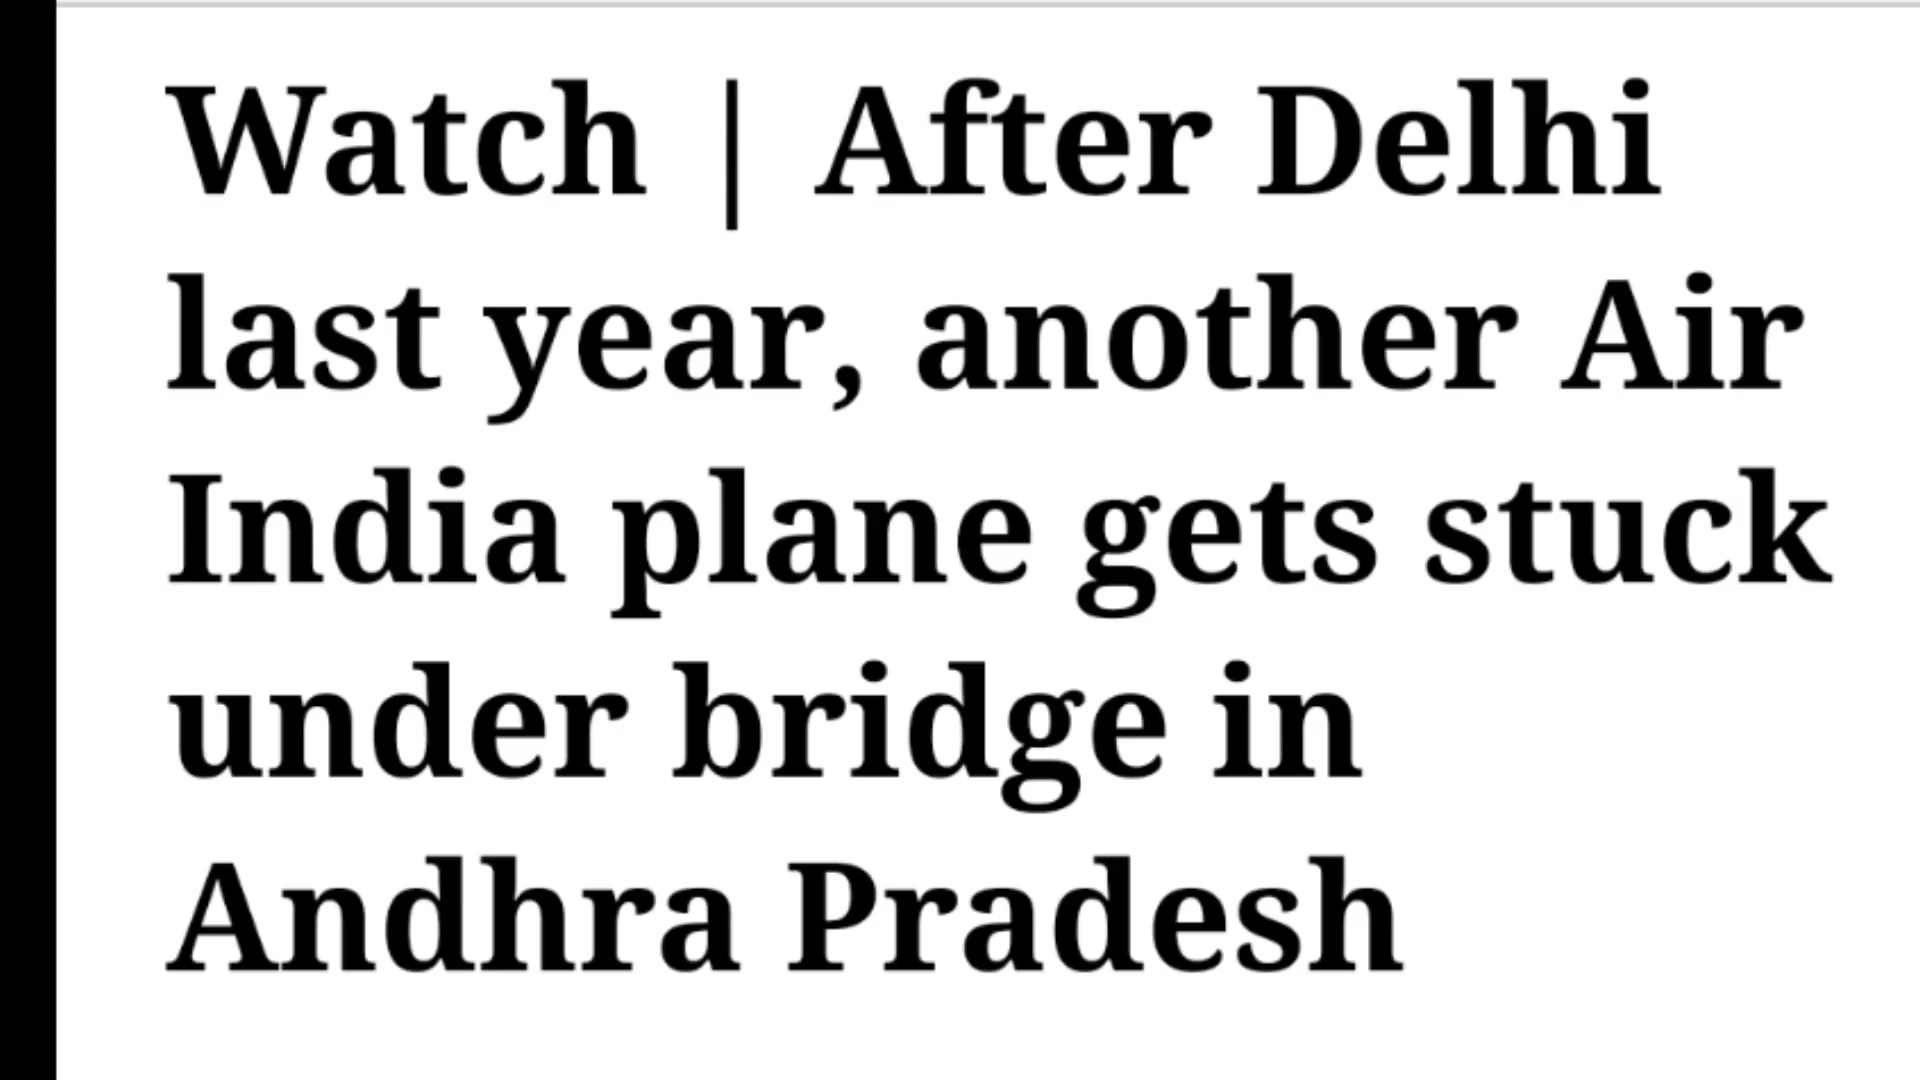 Watch | After Delhi
last year, another Air
India plane gets stuck
under bridge in
Andhra Pradesh